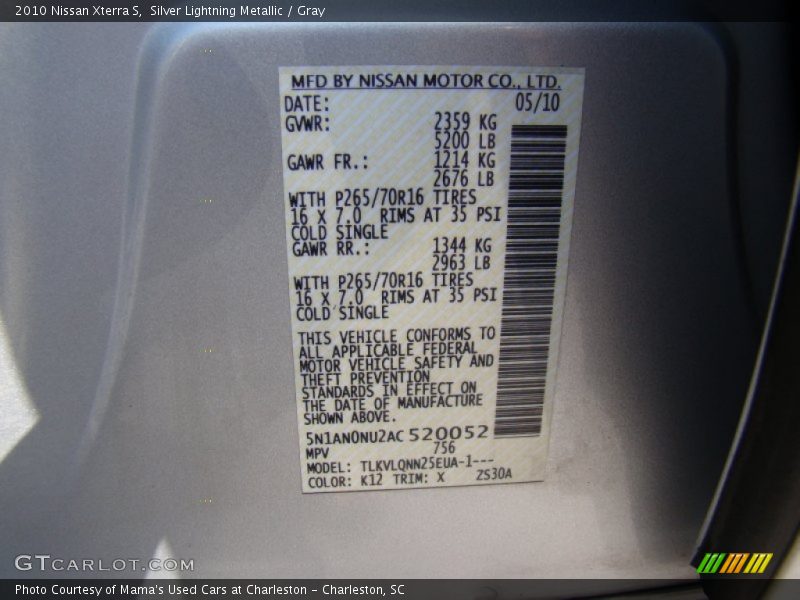 2010 Nissan Xterra S, Silver Lightning Metallic / Gray
MFD BY NISSAN MOTOR CO., LTD.
DATE: 05/10
GVWR: 2359 KG
5200 LB
GAWR FR.: 1214 KG
2676 LB
WITH P265/70R16 TIRES
16 X 7.0 RIMS AT 35 PSI
COLD SINGLE
GAWR RR.: 1344 KG
2963 LB
WITH P265/70R16 TIRES
16 X 7.0 RIMS AT 35 PSI
COLD SINGLE
THIS VEHICLE CONFORMS TO
ALL APPLICABLE FEDERAL
MOTOR VEHICLE SAFETY AND
THEFT PREVENTION
STANDARDS IN EFFECT ON
THE DATE OF MANUFACTURE
SHOWN ABOVE.
5N1AN0NU2AC 520052
MPV 756
MODEL: TLKVLQNN25EUA-1---
COLOR: K12 TRIM: X ZS30A
GTCARLOT.COM
Photo Courtesy of Mama's Used Cars at Charleston - Charleston, SC